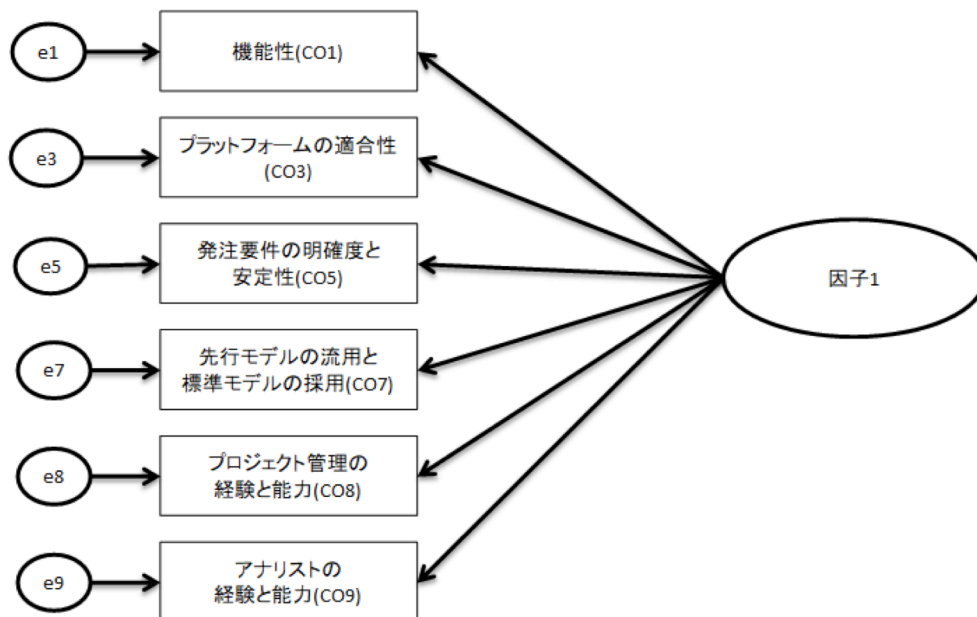 e1
機能性(CO1)
e3
プラットフォームの適合性
(CO3)
e5
発注要件の明確度と
安定性(CO5)
因子1
e7
先行モデルの流用と
標準モデルの採用(CO7)
e8
プロジェクト管理の
経験と能力(CO8)
e9
アナリストの
経験と能力(CO9)